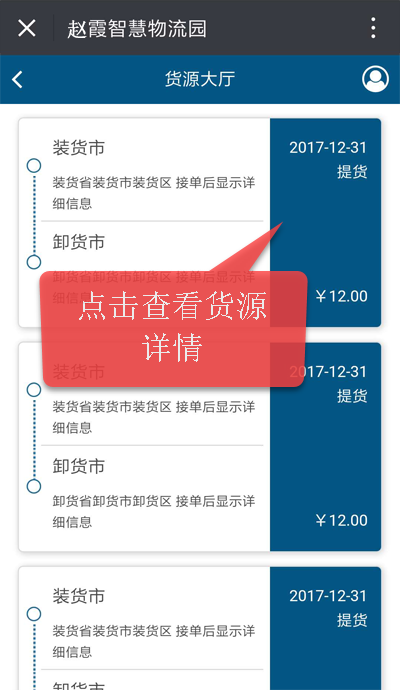 赵霞智慧物流园
货源大厅
装货市
2017-12-31
提货
装货省装货市装货区 接单后显示详
细信息
卸货市
卸货省卸货市卸货区 接单后显示详
细信息
¥12.00
点击查看货源
详情
装货市
2017-12-31
提货
装货省装货市装货区 接单后显示详
细信息
卸货市
卸货省卸货市卸货区 接单后显示详
细信息
¥12.00
装货市
2017-12-31
提货
装货省装货市装货区 接单后显示详
细信息
卸货市